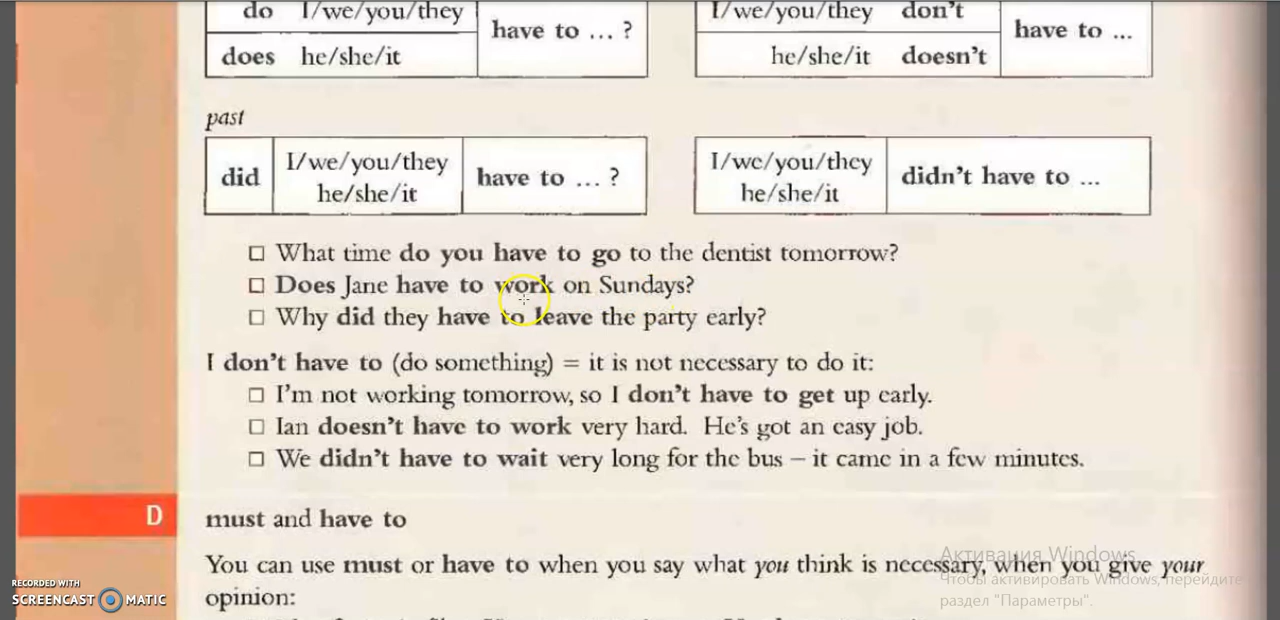 do I/we/you/they have to ... ?
does he/she/it
I/we/you/they don't have to ...
he/she/it doesn't
past
did I/we/you/they he/she/it have to ... ?
I/we/you/they he/she/it didn't have to ...
What time do you have to go to the dentist tomorrow?
Does Jane have to work on Sundays?
Why did they have to leave the party early?
I don't have to (do something) = it is not necessary to do it:
I'm not working tomorrow, so I don't have to get up early.
Ian doesn't have to work very hard. He's got an easy job.
We didn't have to wait very long for the bus – it came in a few minutes.
D
must and have to
You can use must or have to when you say what you think is necessary, when you give your
opinion:
Активация Windows
Чтобы активировать Windows, перейдите
раздел "Параметры".
RECORDED WITH
SCREENCAST MATIC